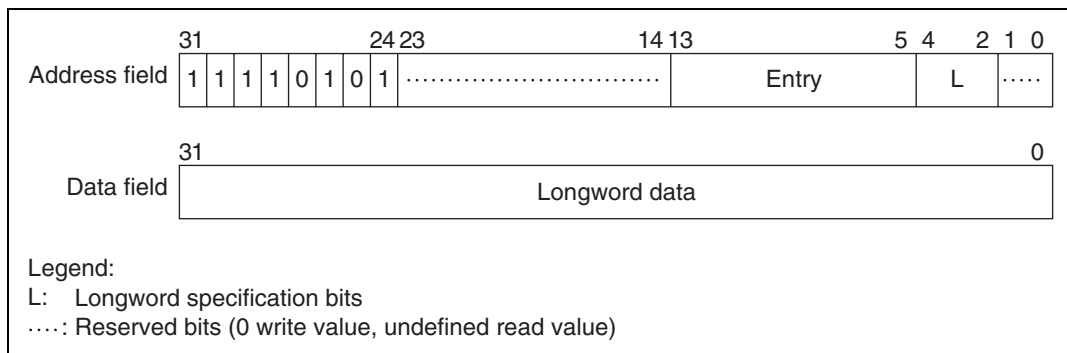 31 24 23 14 13 5 4 2 1 0
Address field 1 1 1 1 0 1 0 1 ............................ Entry L .....
31 0
Data field Longword data
Legend:
L: Longword specification bits
....: Reserved bits (0 write value, undefined read value)